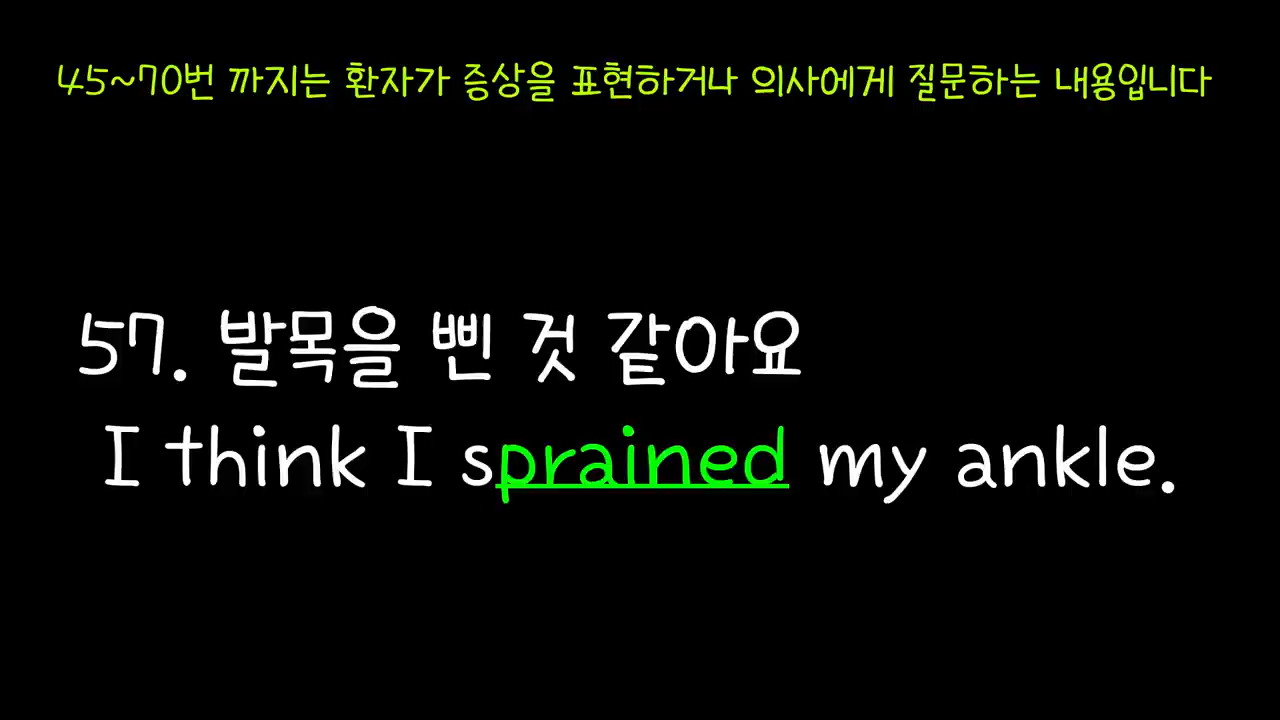 45~70번 까지는 환자가 증상을 표현하거나 의사에게 질문하는 내용입니다
57. 발목을 삔 것 같아요
I think I sprained my ankle.